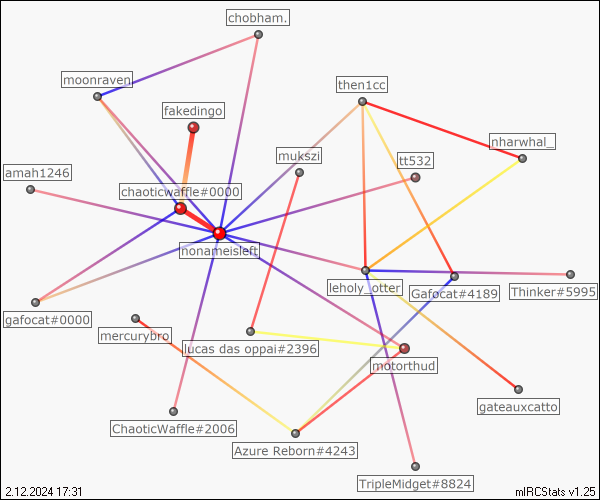 chobham.
moonraven
then1cc
fakedingo
nharwhal_
mukszi
tt532
amah1246
chaoticwaffle#0000
nonameisleft
leholy_otter
Gafocat#4189
Thinker#5995
gafocat#0000
mercurybro
lucas das oppai#2396
motorthud
gateauxcatto
ChaoticWaffle#2006
Azure Reborn#4243
TripleMidget#8824
2.12.2024 17:31
mIRCStats v1.25